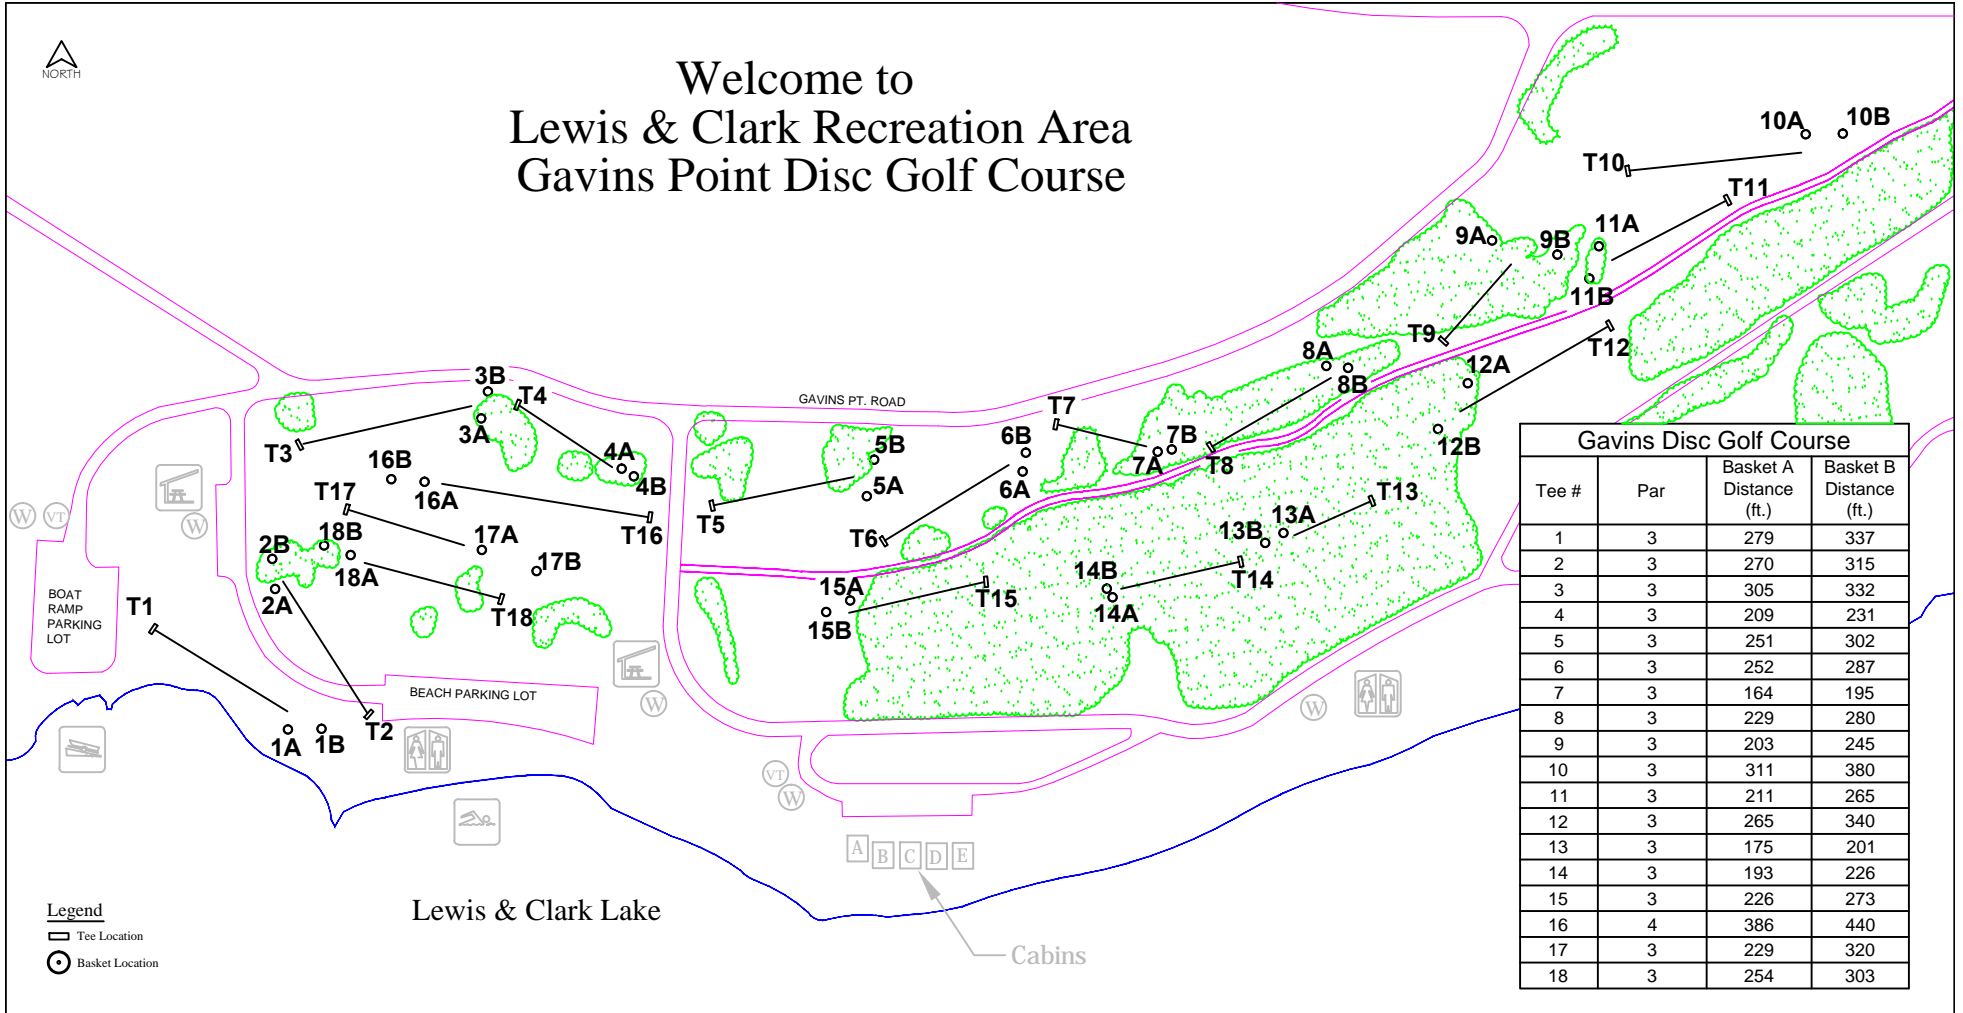 NORTH
Welcome to
Lewis & Clark Recreation Area
Gavins Point Disc Golf Course
10A
10B
T10
T11
9A
9B
11A
11B
T9
T12
8A
8B
12A
12B
3B
T4
3A
T3
GAVINS PT. ROAD
T7
7B
7A
T8
6B
6A
5B
5A
T5
T6
4A
4B
16B
16A
T17
T16
W
VT
W
17A
17B
18B
18A
2B
2A
T18
T13
13A
13B
T14
14B
14A
T15
15A
15B
BOAT
RAMP
PARKING
LOT
T1
BEACH PARKING LOT
T2
1A
1B
W
W
VT
W
A
B
C
D
E
Cabins
Lewis & Clark Lake
Legend
Tee Location
Basket Location
Gavins Disc Golf Course
Tee # Par Basket A Distance (ft.) Basket B Distance (ft.)
1 3 279 337
2 3 270 315
3 3 305 332
4 3 209 231
5 3 251 302
6 3 252 287
7 3 164 195
8 3 229 280
9 3 203 245
10 3 311 380
11 3 211 265
12 3 265 340
13 3 175 201
14 3 193 226
15 3 226 273
16 4 386 440
17 3 229 320
18 3 254 303